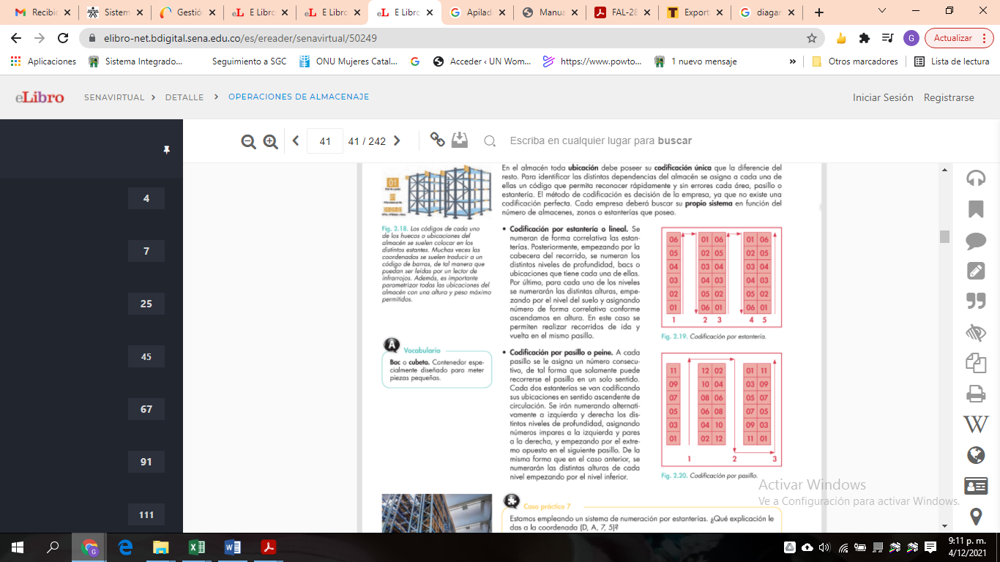 Recibic
Sistem
Gestió
E Libro
E Libro
E Libro
Apilad
Manua
FAL-28
Export
diagar
elibro-net.bdigital.sena.edu.co/es/ereader/senavirtual/50249
G
Actualizar
Aplicaciones
Sistema Integrado...
Seguimiento a SGC
ONU Mujeres Catal...
Acceder ‹ UN Wom...
https://www.powto...
1 nuevo mensaje
»
Otros marcadores
Lista de lectura
eLibro
SENAVIRTUAL > DETALLE > OPERACIONES DE ALMACENAJE
Iniciar Sesión Registrarse
41
41 / 242
Escriba en cualquier lugar para buscar
4
7
25
45
67
91
111
01
Fig. 2.18. Los códigos de cada uno
de los huecos o ubicaciones del
almacén se suelen colocar en los
distintos estantes. Muchas veces las
coordenadas se suelen traducir a un
código de barras, de tal manera que
puedan ser leídas por un lector de
infrarrojos. Además, es importante
parametrizar todas las ubicaciones del
almacén con una altura y peso máximo
permitidos.
A
Vocabulario
Bac o cubeta. Contenedor espe-
cialmente diseñado para meter
piezas pequeñas.
En el almacén toda ubicación debe poseer su codificación única que la diferencie del
resto. Para identificar las distintas dependencias del almacén se asigna a cada una de
ellas un código que permita reconocer rápidamente y sin errores cada área, pasillo o
estantería. El método de codificación es decisión de la empresa, ya que no existe una
codificación perfecta. Cada empresa deberá buscar su propio sistema en función del
número de almacenes, zonas o estanterías que posea.
• Codificación por estantería o lineal. Se
numeran de forma correlativa las estan-
terías. Posteriormente, empezando por la
cabecera del recorrido, se numeran los
distintos niveles de profundidad, bacs o
ubicaciones que tiene cada una de ellas.
Por último, para cada uno de los niveles
se numerarán las distintas alturas, empe-
zando por el nivel del suelo y asignando
número de forma correlativa conforme
ascendamos en altura. En este caso se
permiten realizar recorridos de ida y
vuelta en el mismo pasillo.
06 01 06 01 06
05 02 05 02 05
04 03 04 03 04
03 04 03 04 03
02 05 02 05 02
01 06 01 06 01
1 2 3 4 5
Fig. 2.19. Codificación por estantería.
• Codificación por pasillo o peine. A cada
pasillo se le asigna un número consecu-
tivo, de tal forma que solamente puede
recorrerse el pasillo en un solo sentido.
Cada dos estanterías se van codificando
sus ubicaciones en sentido ascendente de
circulación. Se irán numerando alternati-
vamente a izquierda y derecha los dis-
tintos niveles de profundidad, asignando
números impares a la izquierda y pares
a la derecha, y empezando por el extre-
mo opuesto en el siguiente pasillo. De la
misma forma que en el caso anterior, se
numerarán las distintas alturas de cada
nivel empezando por el nivel inferior.
11 12 02 01 11
09 10 04 03 09
07 08 06 05 07
05 06 08 07 05
03 04 10 09 03
01 02 12 11 01
1 2 3
Fig. 2.20. Codificación por pasillo.
Caso práctico 7
Estamos empleando un sistema de numeración por estanterías. ¿Qué explicación le
das a la coordenada (D, A, 7, 5)?
Activar Windows
Ve a Configuración para activar Windows.
W
9:11 p. m.
4/12/2021